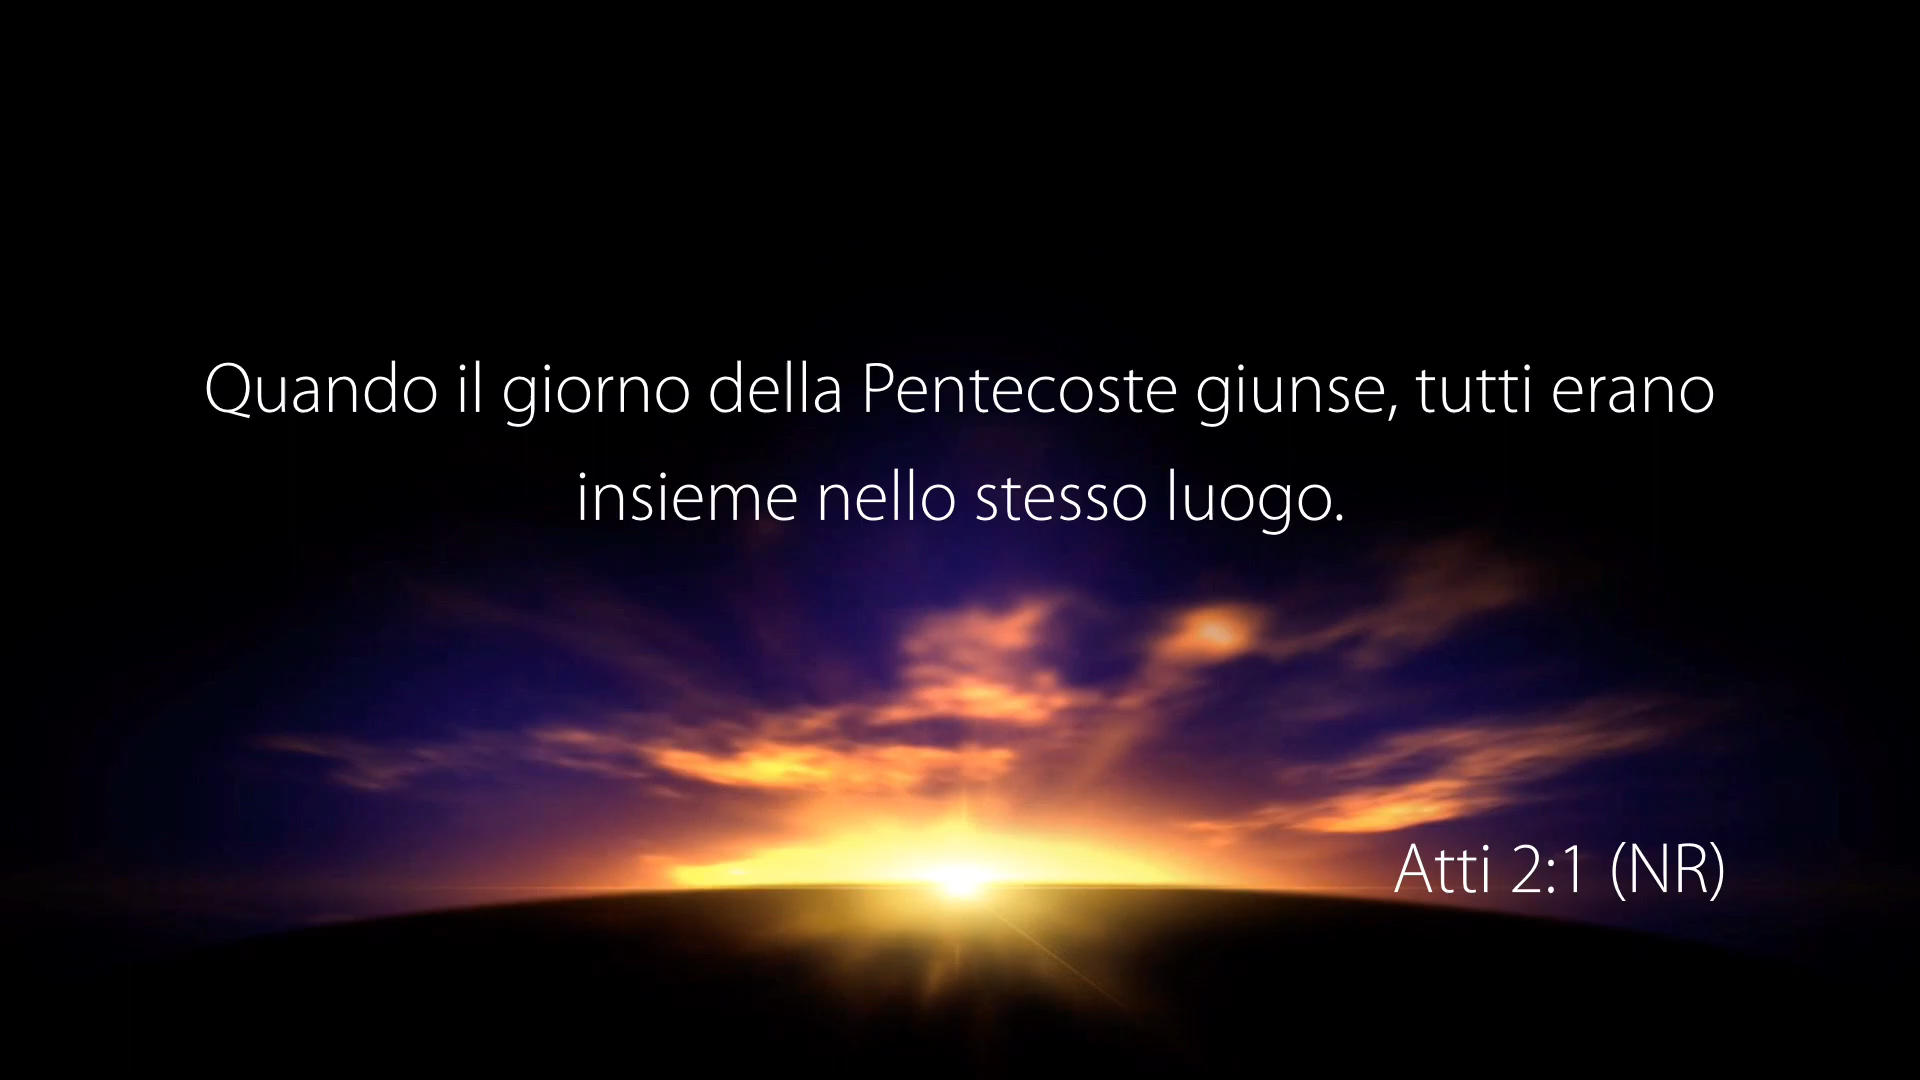 Quando il giorno della Pentecoste giunse, tutti erano
insieme nello stesso luogo.
Atti 2:1 (NR)